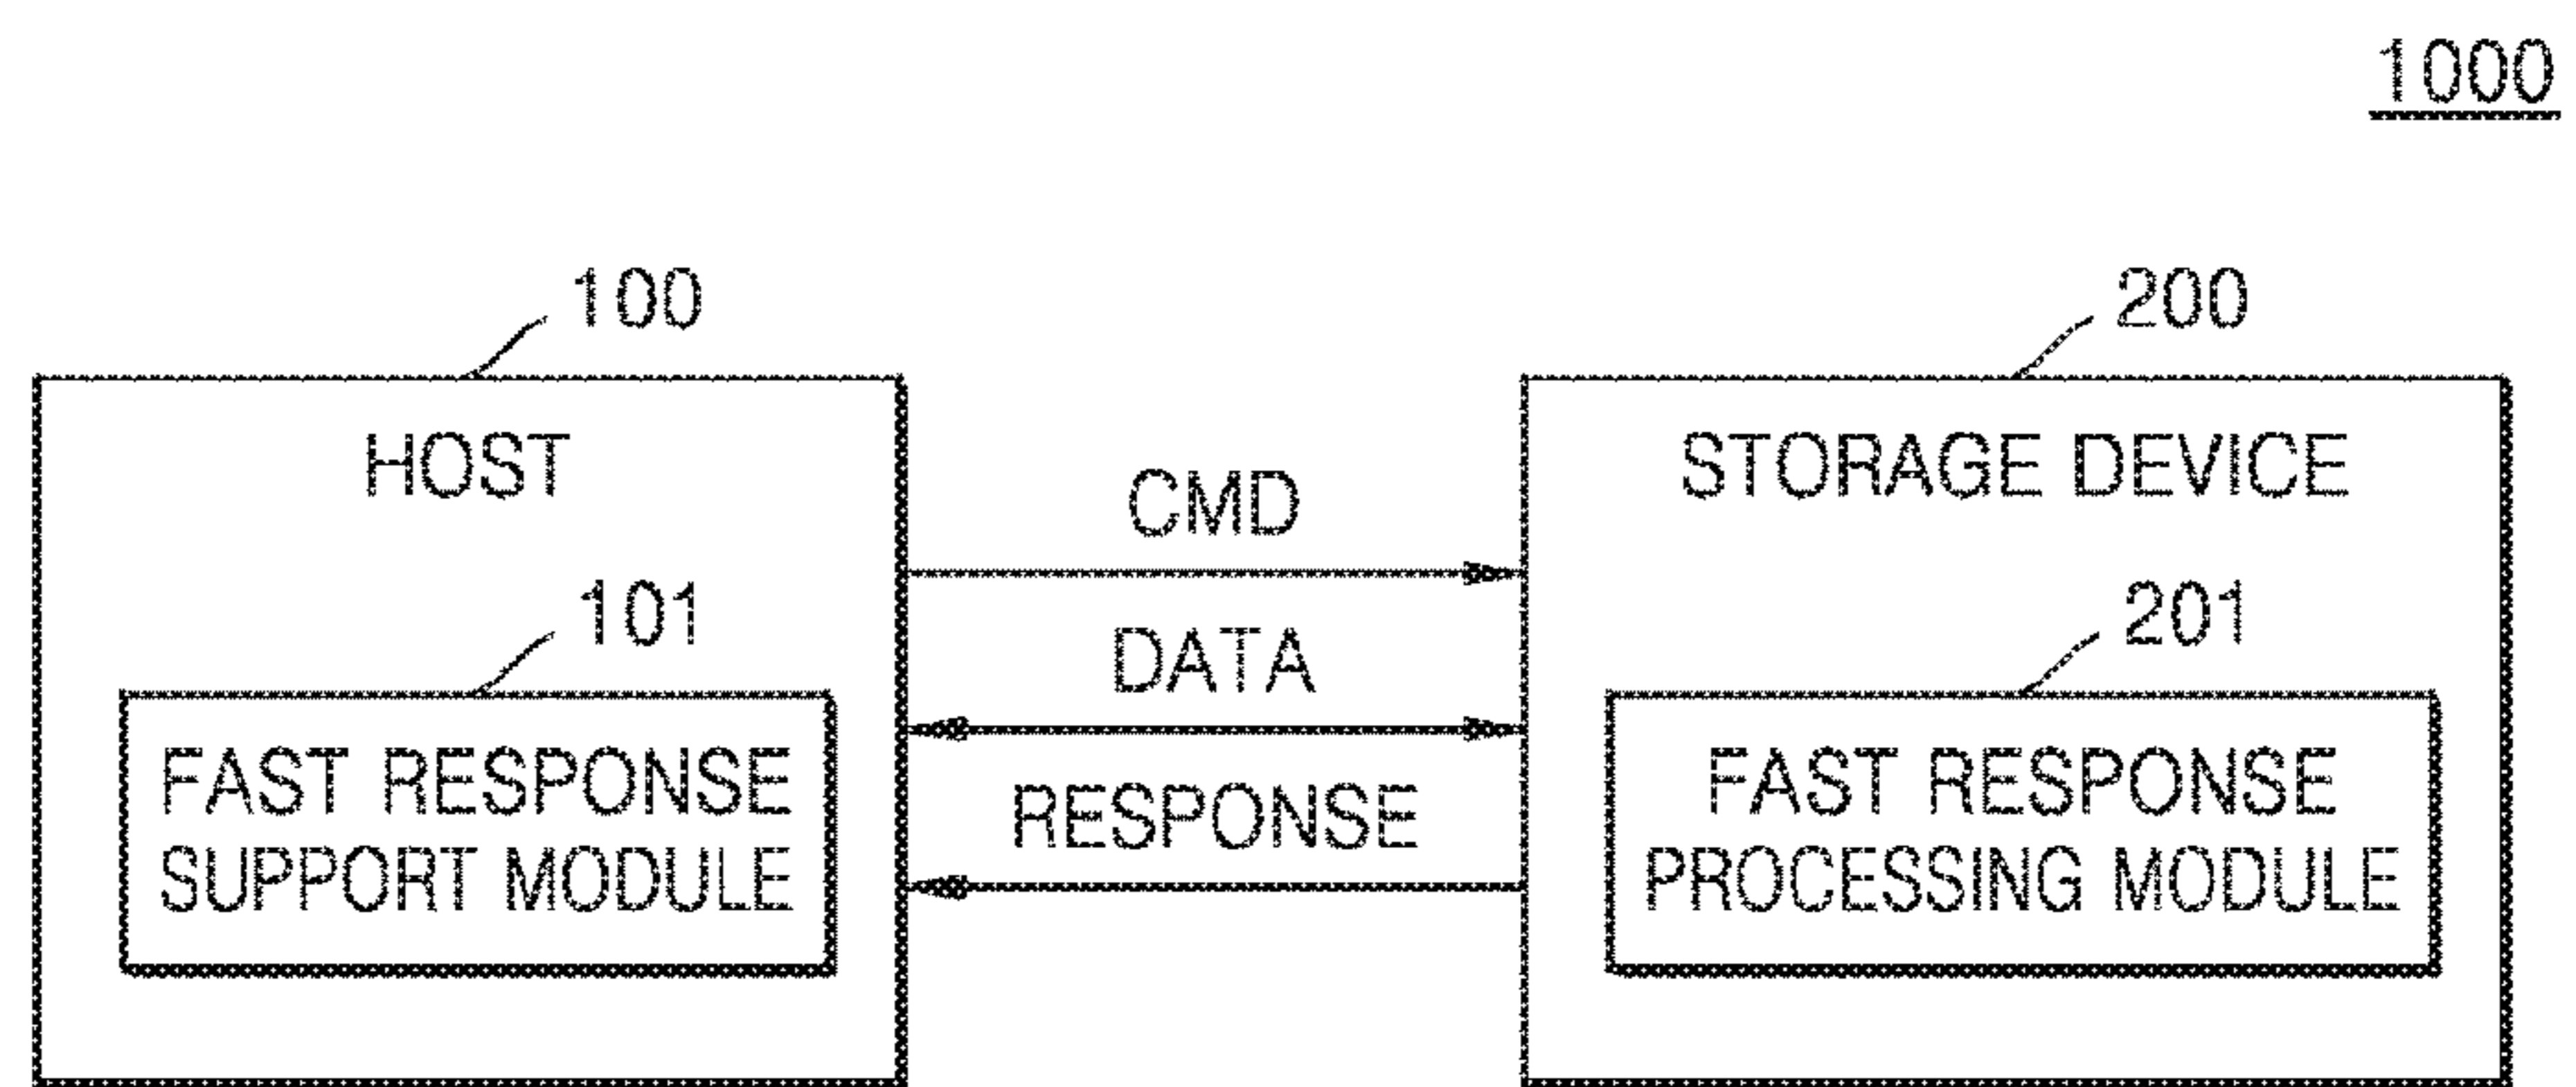 1000
100
200
HOST
STORAGE DEVICE
CMD
101
201
DATA
FAST RESPONSE
SUPPORT MODULE
RESPONSE
FAST RESPONSE
PROCESSING MODULE